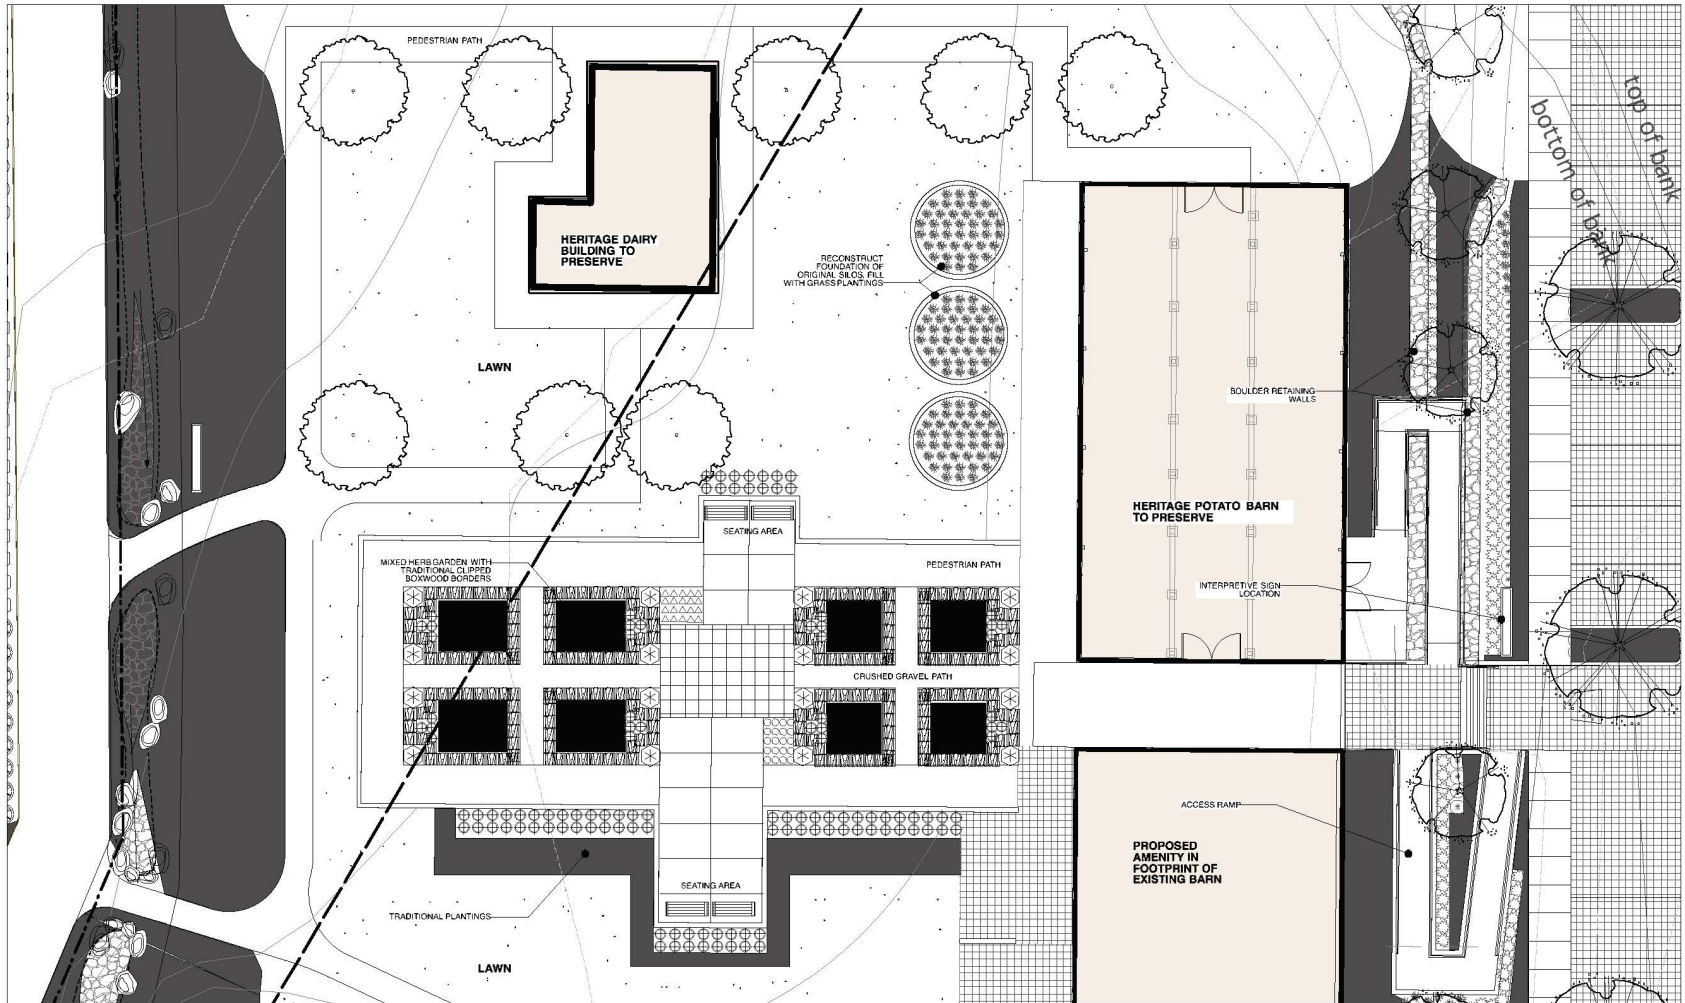 PEDESTRIAN PATH
top of bank
bottom of bank
HERITAGE DAIRY
BUILDING TO
PRESERVE
RECONSTRUCT
FOUNDATION OF
ORIGINAL SILOS, FILL
WITH GRASS PLANTINGS
LAWN
BOULDER RETAINING
WALLS
HERITAGE POTATO BARN
TO PRESERVE
SEATING AREA
MIXED HERB GARDEN WITH
TRADITIONAL CLIPPED
BOXWOOD BORDERS
PEDESTRIAN PATH
INTERPRETIVE SIGN
LOCATION
CRUSHED GRAVEL PATH
ACCESS RAMP
PROPOSED
AMENITY IN
FOOTPRINT OF
EXISTING BARN
SEATING AREA
TRADITIONAL PLANTINGS
LAWN